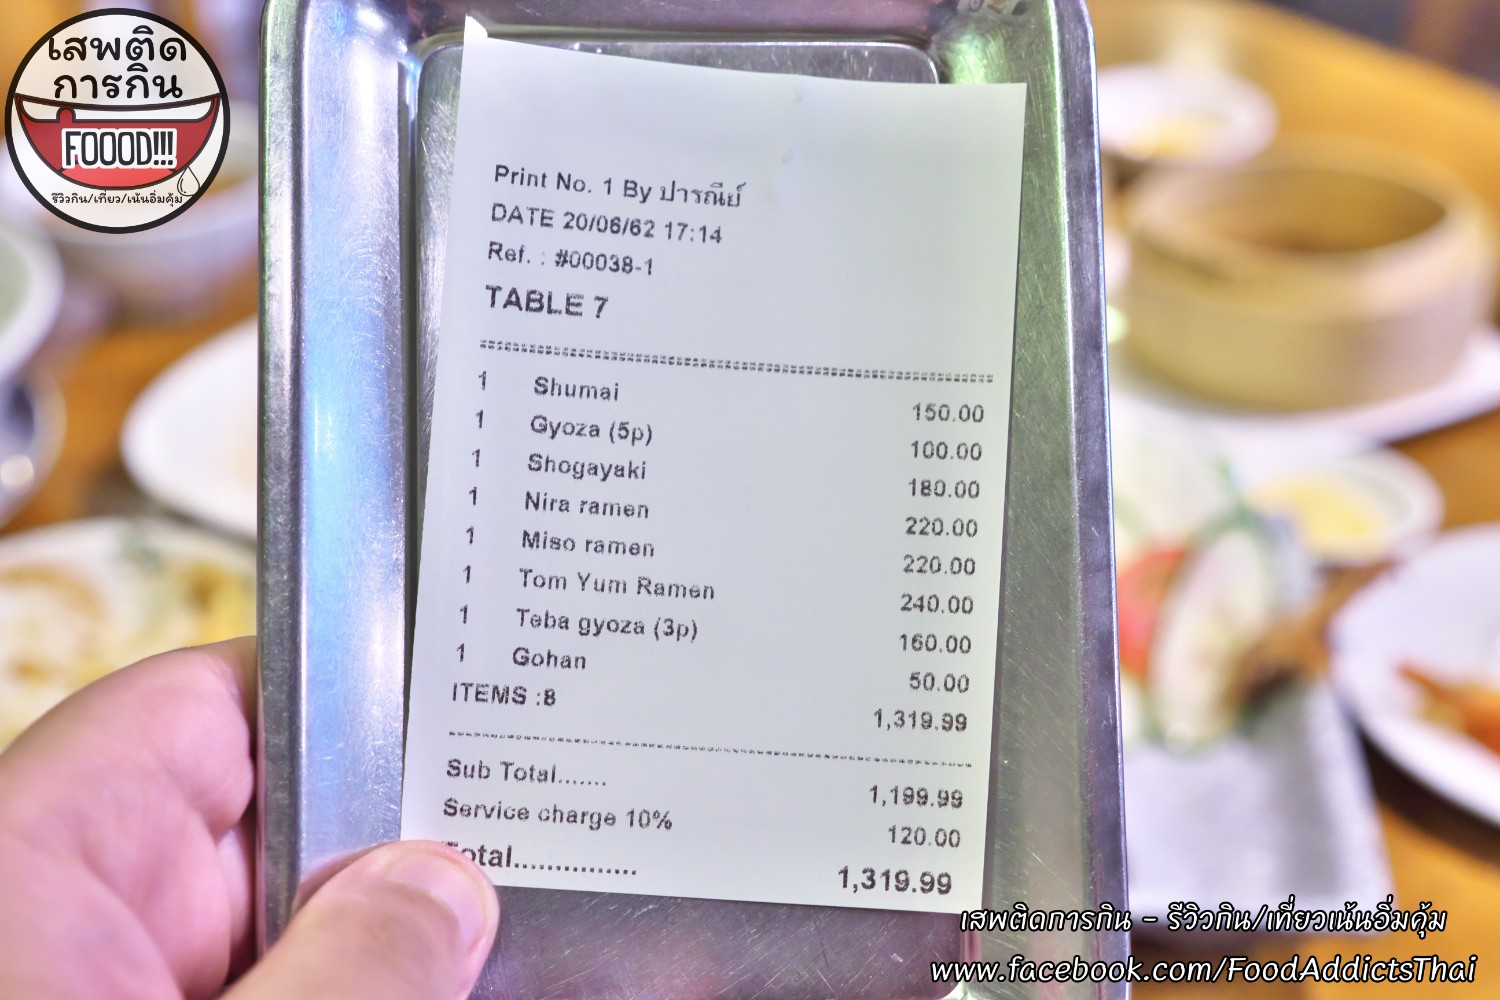 เสพติด
การกิน
FOOOD!!!
รีวิวกิน/เที่ยว/เน้นอิ่มคุ้ม
Print No. 1 By ปารณีย์
DATE 20/06/62 17:14
Ref. : #00038-1
TABLE 7
1 Shumai 150.00
1 Gyoza (5p) 100.00
1 Shogayaki 180.00
1 Nira ramen 220.00
1 Miso ramen 220.00
1 Tom Yum Ramen 240.00
1 Teba gyoza (3p) 160.00
1 Gohan 50.00
ITEMS :8 1,319.99
Sub Total....... 1,199.99
Service charge 10% 120.00
Total............... 1,319.99
เสพติดการกิน - รีวิวกิน/เที่ยวเน้นอิ่มคุ้ม
www.facebook.com/FoodAddictsThai